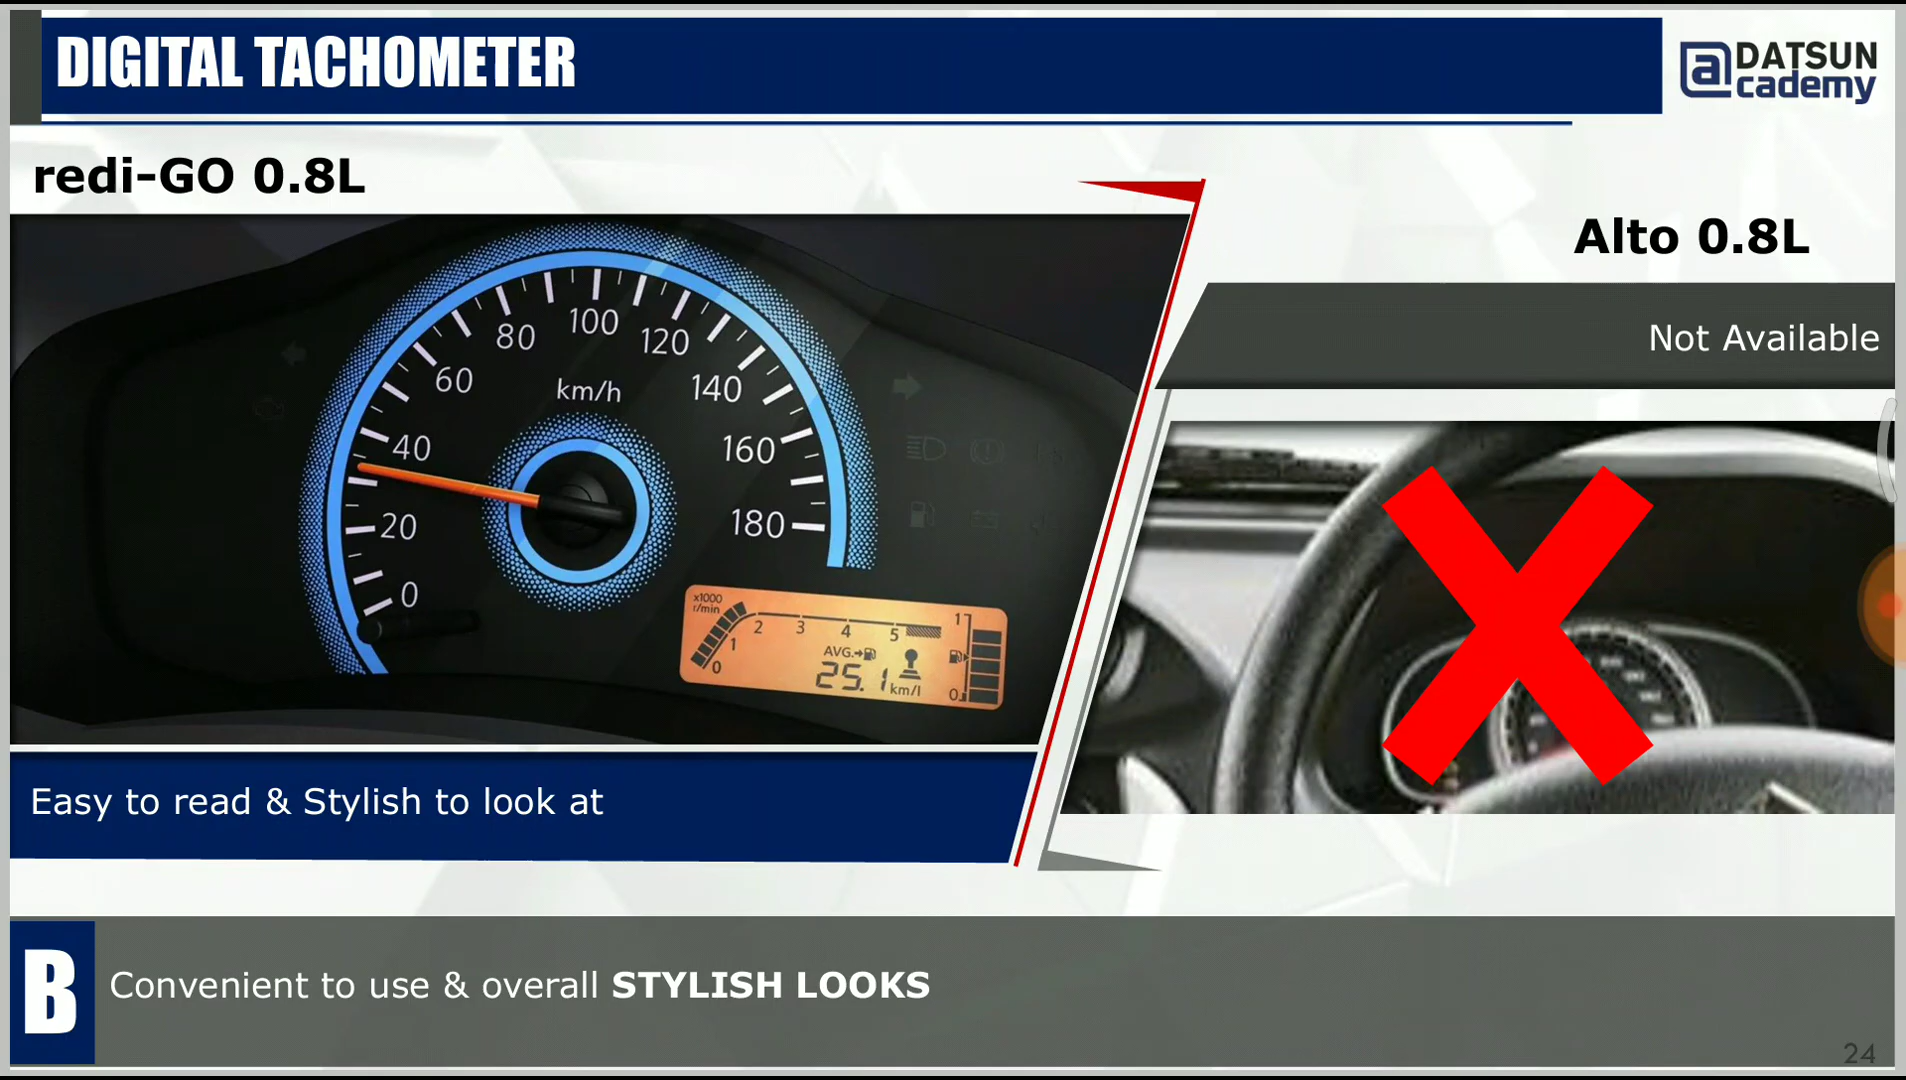 DIGITAL TACHOMETER
@ DATSUN
cademy
redi-GO 0.8L
Alto 0.8L
Not Available
0
20
40
60
80
100
120
140
160
180
km/h
x1000
r/min
0
1
2
3
4
5
AVG.
25.1 km/l
1
0
Easy to read & Stylish to look at
B
Convenient to use & overall STYLISH LOOKS
24